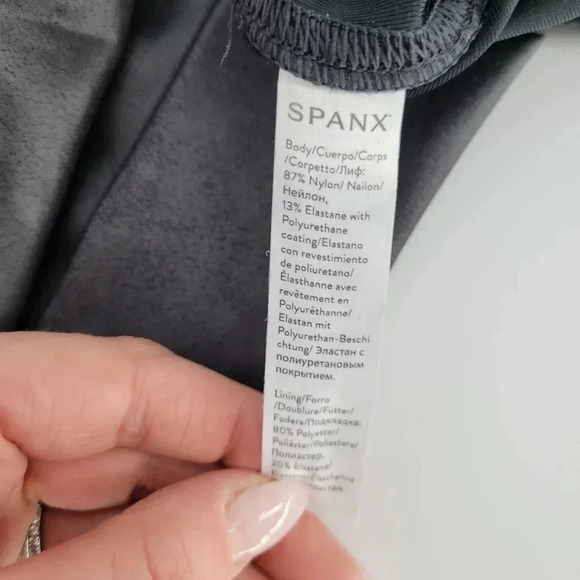 SPANX
Body/Cuerpo/Corps
/Corpetto/Лиф:
87% Nylon/ Nailon/
Нейлон,
13% Elastane with
Polyurethane
coating/Elastano
con revestimiento
de poliuretano/
Élasthanne avec
revêtement en
Polyuréthanne/
Elastan mit
Polyurethan-Beschi
chtung/ Эластан с
полиуретановым
покрытием.
Lining/Forro
/Doublure/Futter/
Fodera/Подкладка:
80% Polyester/
Poliéster/Poliestere/
Полиэстер,
20% Elastane/